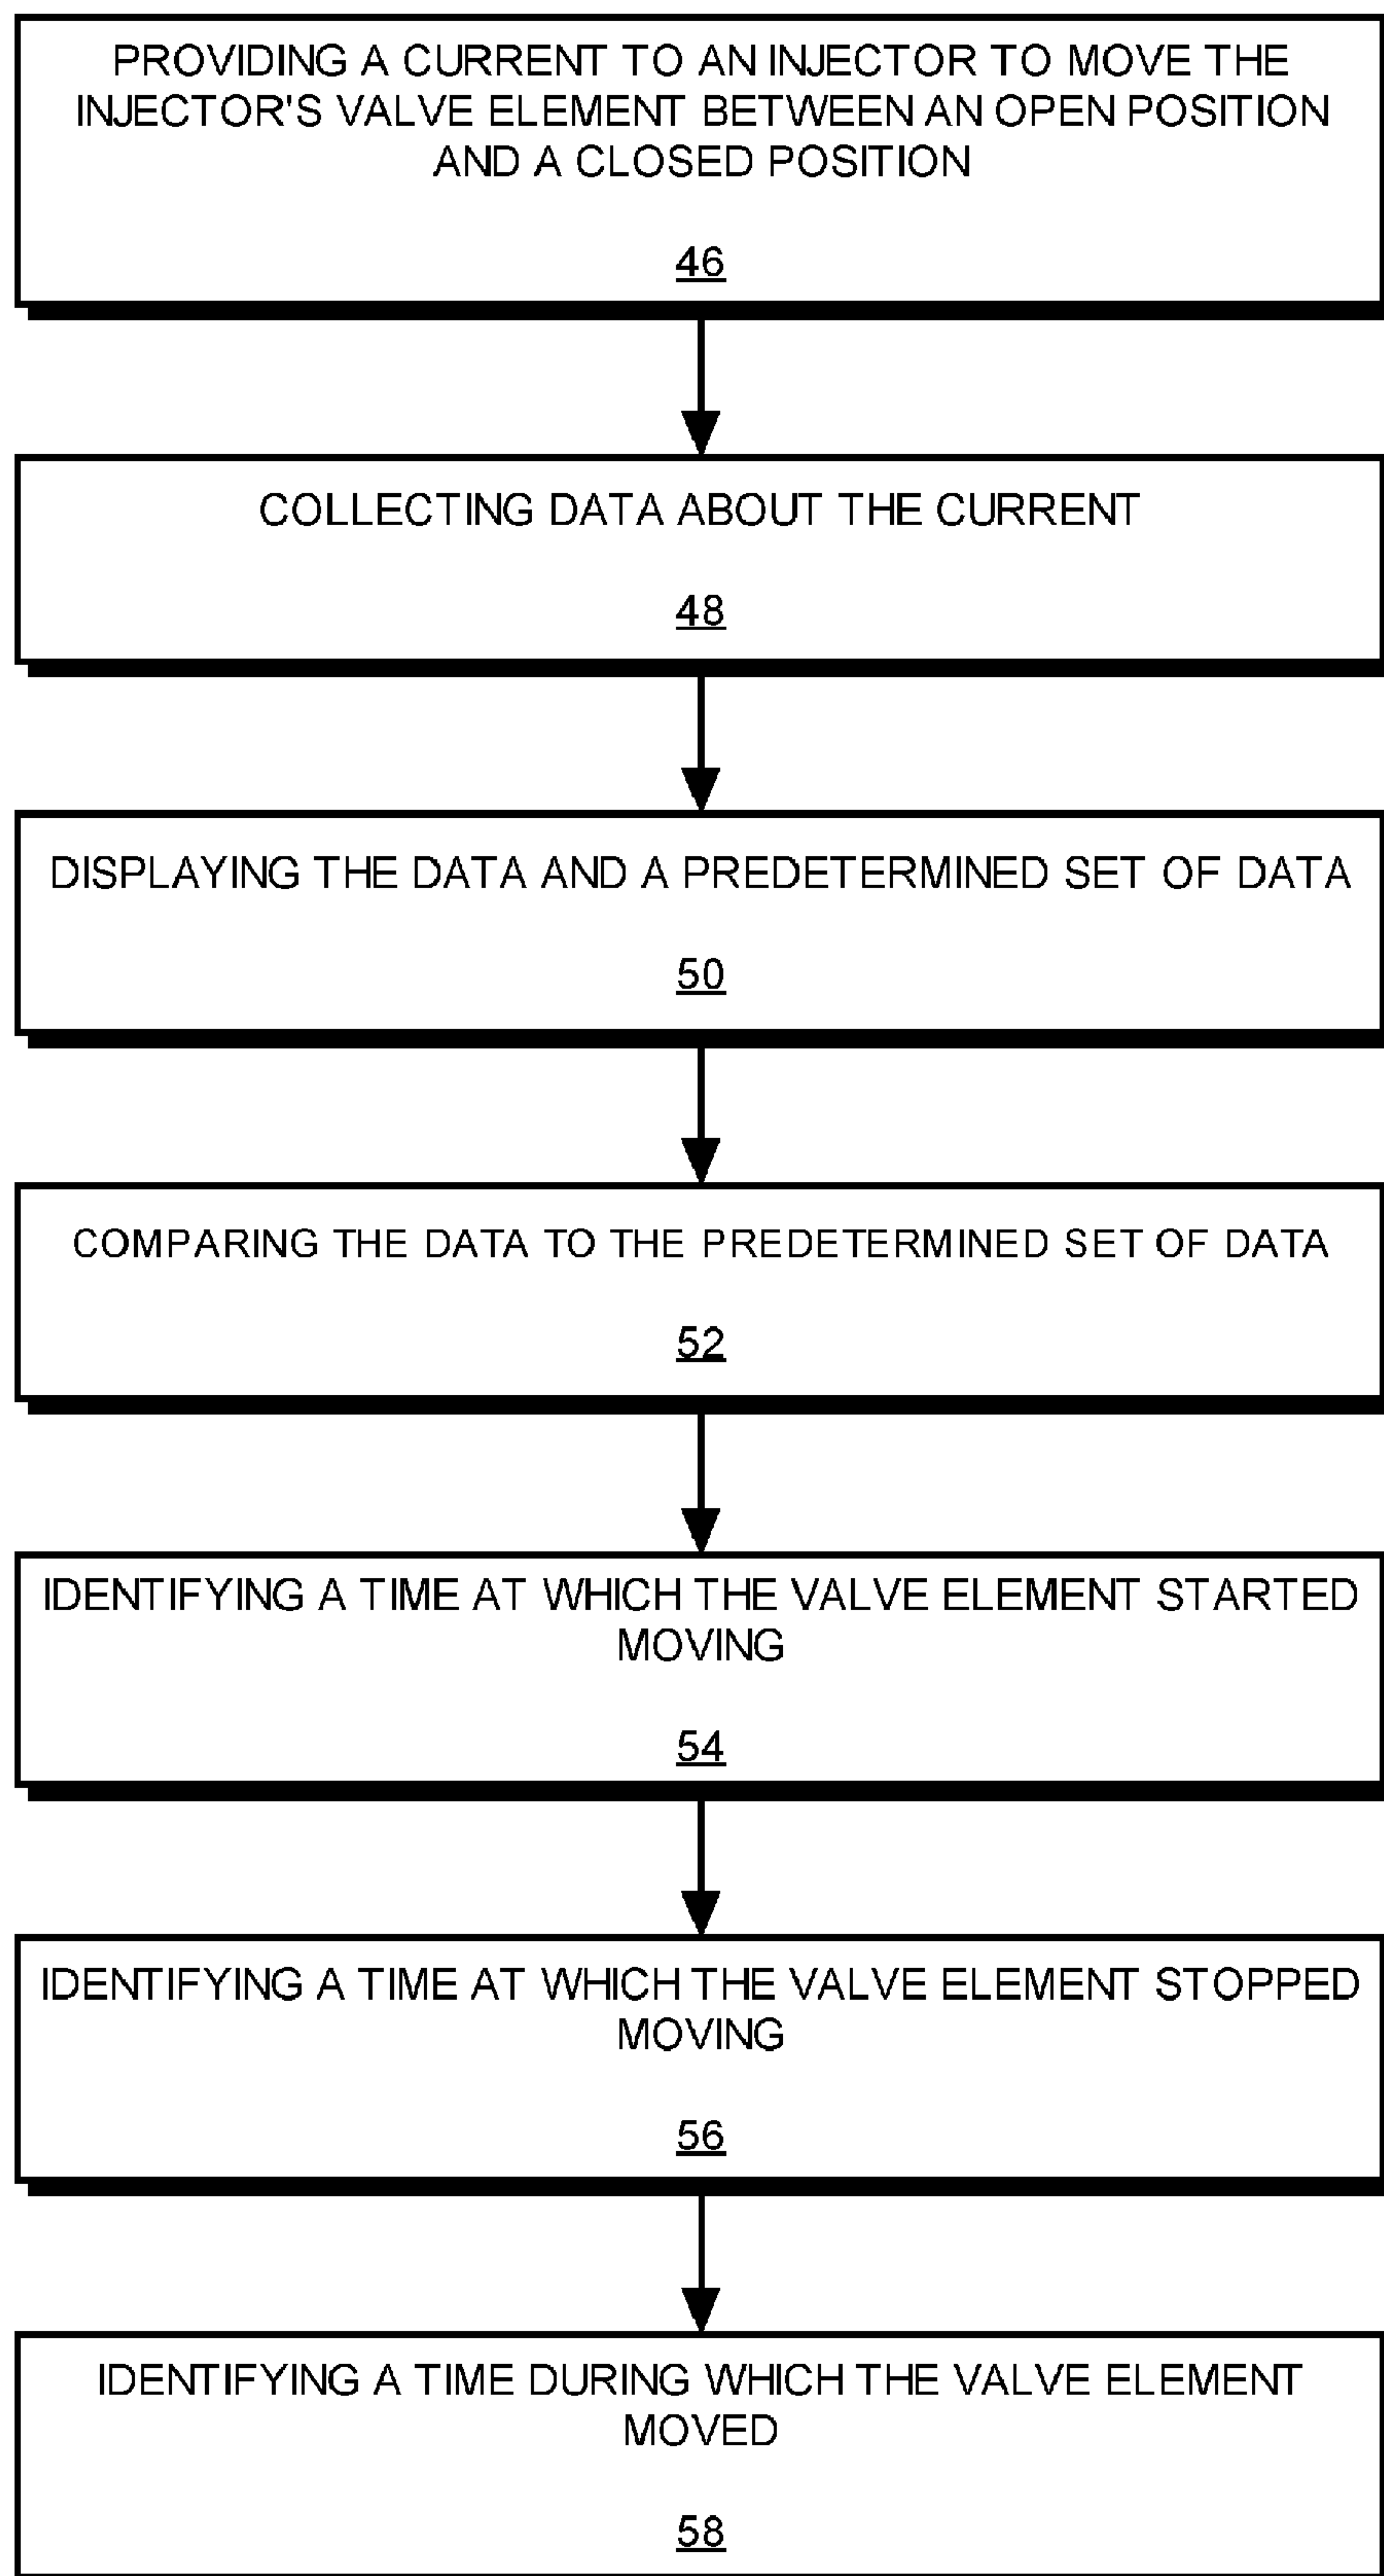 PROVIDING A CURRENT TO AN INJECTOR TO MOVE THE
INJECTOR'S VALVE ELEMENT BETWEEN AN OPEN POSITION
AND A CLOSED POSITION
46
COLLECTING DATA ABOUT THE CURRENT
48
DISPLAYING THE DATA AND A PREDETERMINED SET OF DATA
50
COMPARING THE DATA TO THE PREDETERMINED SET OF DATA
52
IDENTIFYING A TIME AT WHICH THE VALVE ELEMENT STARTED
MOVING
54
IDENTIFYING A TIME AT WHICH THE VALVE ELEMENT STOPPED
MOVING
56
IDENTIFYING A TIME DURING WHICH THE VALVE ELEMENT
MOVED
58